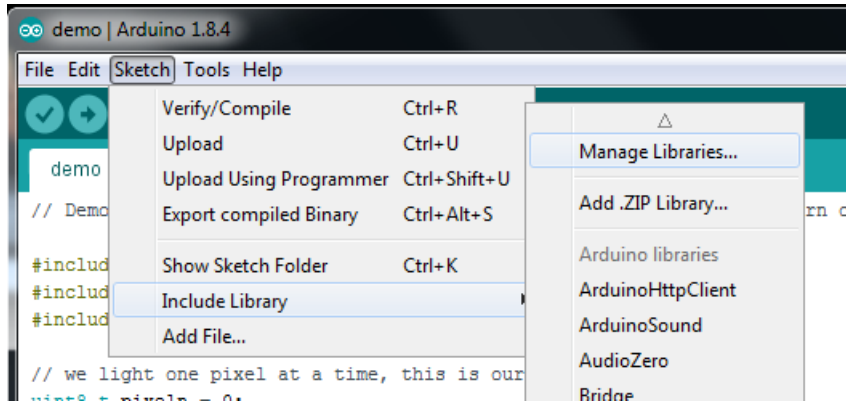 demo | Arduino 1.8.4
File Edit Sketch Tools Help
demo
Verify/Compile Ctrl+R
Upload Ctrl+U
Upload Using Programmer Ctrl+Shift+U
Export compiled Binary Ctrl+Alt+S
Show Sketch Folder Ctrl+K
Include Library
Add File...
Manage Libraries...
Add .ZIP Library...
Arduino libraries
ArduinoHttpClient
ArduinoSound
AudioZero
Bridge
// Demo
#includ
#includ
#includ
// we light one pixel at a time, this is our
uint8_t pixeln = 0;